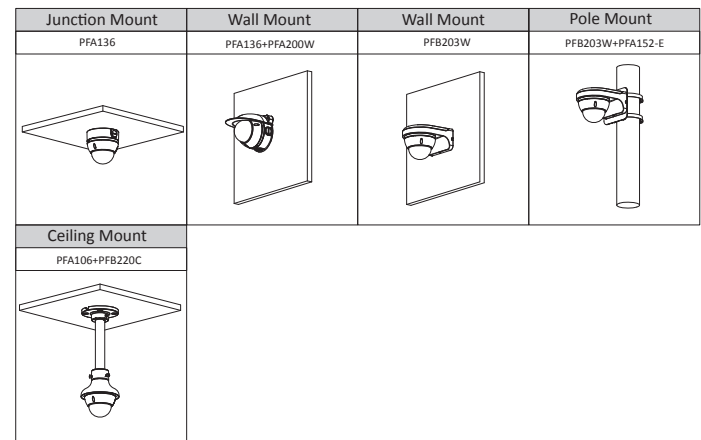 Junction Mount
PFA136
Wall Mount
PFA136+PFA200W
Wall Mount
PFB203W
Pole Mount
PFB203W+PFA152-E
Ceiling Mount
PFA106+PFB220C